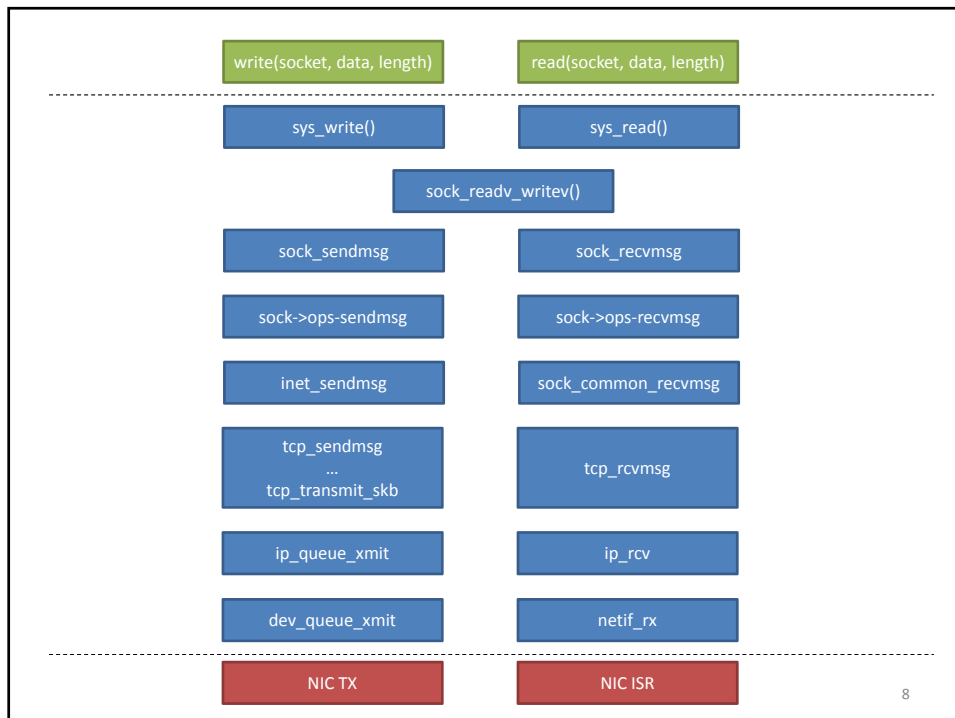 write(socket, data, length)
read(socket, data, length)
sys_write()
sys_read()
sock_readv_writev()
sock_sendmsg
sock_recvmsg
sock->ops-sendmsg
sock->ops-recvmsg
inet_sendmsg
sock_common_recvmsg
tcp_sendmsg
...
tcp_transmit_skb
tcp_rcvmsg
ip_queue_xmit
ip_rcv
dev_queue_xmit
netif_rx
NIC TX
NIC ISR
8